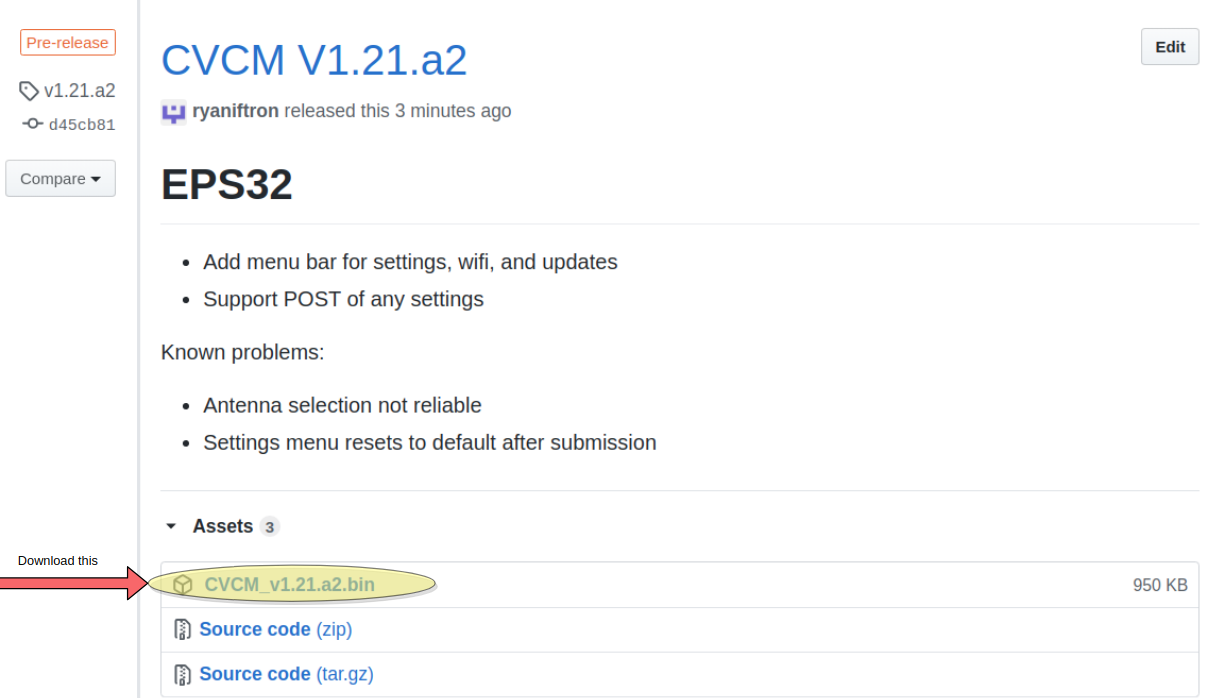 Pre-release
v1.21.a2
d45cb81
Compare
CVCM V1.21.a2
Edit
ryaniftron released this 3 minutes ago
EPS32
Add menu bar for settings, wifi, and updates
Support POST of any settings
Known problems:
Antenna selection not reliable
Settings menu resets to default after submission
Assets 3
Download this
CVCM_v1.21.a2.bin 950 KB
Source code (zip)
Source code (tar.gz)